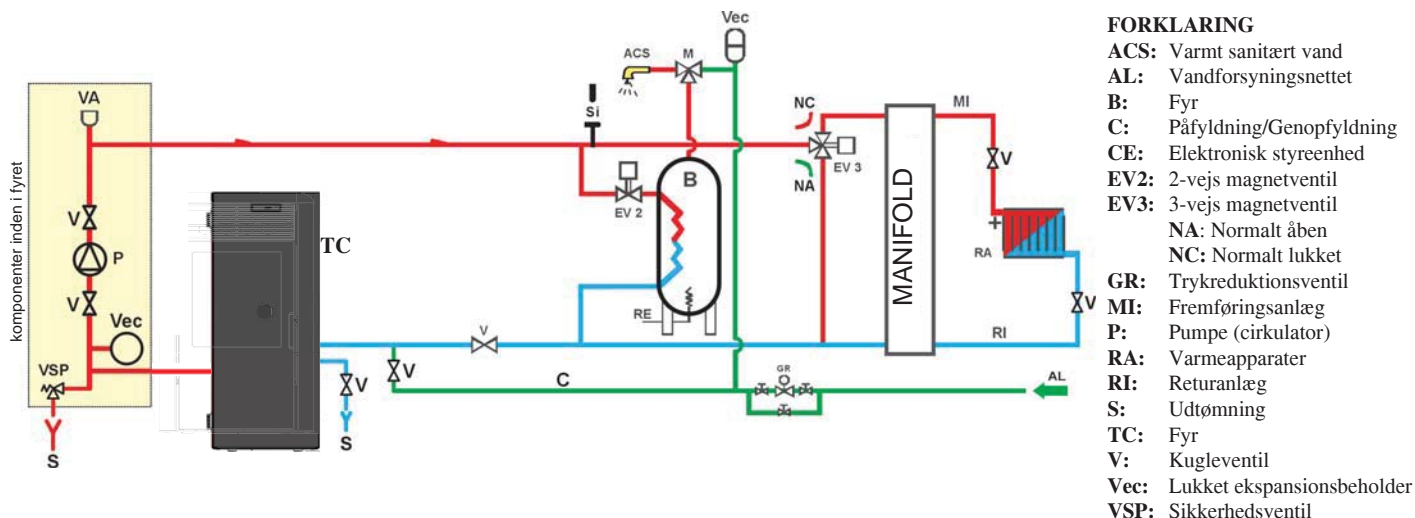 komponenter inden i fyret
VA
V
P
V
Vec
VSP
S
TC
V
S
V
V
C
ACS
M
Vec
Si
EV 2
B
RE
NC
NA
EV 3
GR
AL
MANIFOLD
MI
V
+
RA
V
RI
FORKLARING
ACS: Varmt sanitært vand
AL: Vandforsyningsnettet
B: Fyr
C: Påfyldning/Genopfyldning
CE: Elektronisk styreenhed
EV2: 2-vejs magnetventil
EV3: 3-vejs magnetventil
NA: Normalt åben
NC: Normalt lukket
GR: Trykreduktionsventil
MI: Fremføringsanlæg
P: Pumpe (cirkulator)
RA: Varmeapparater
RI: Returanlæg
S: Udtømning
TC: Fyr
V: Kugleventil
Vec: Lukket ekspansionsbeholder
VSP: Sikkerhedsventil